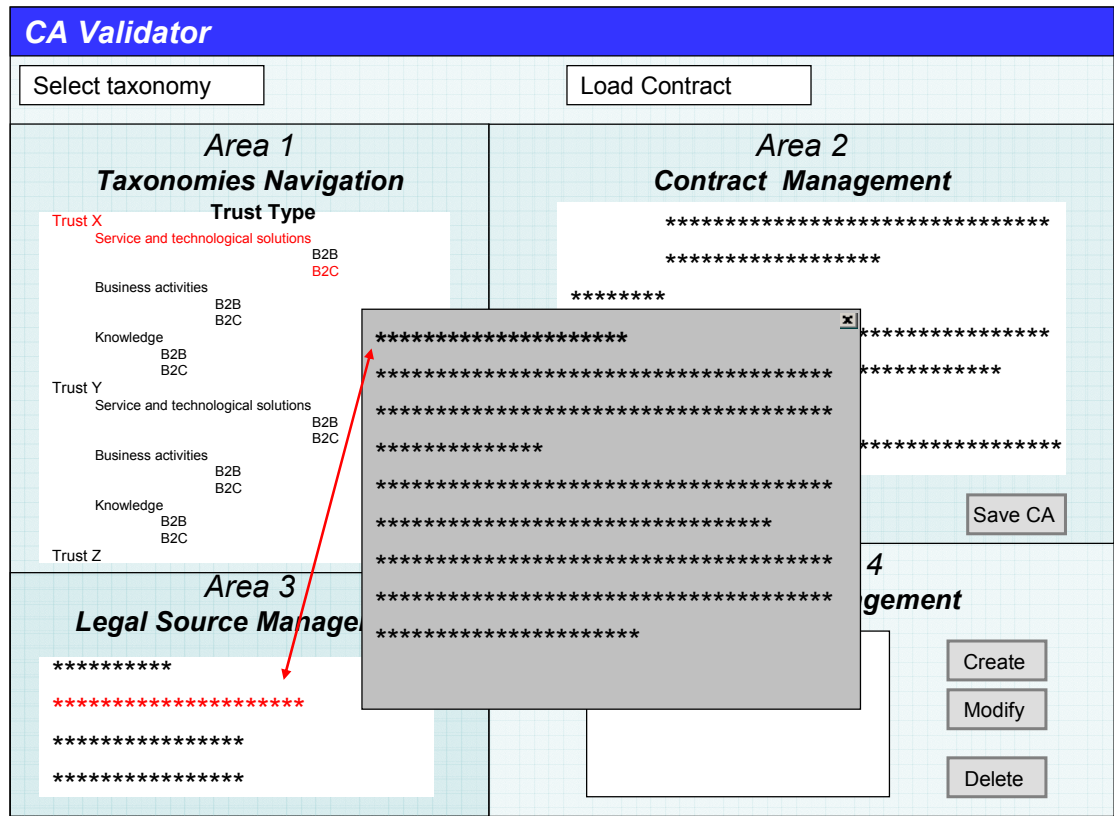 CA Validator
Select taxonomy
Load Contract
Area 1
Taxonomies Navigation
Trust Type
Trust X
Service and technological solutions
B2B
B2C
Business activities
B2B
B2C
Knowledge
B2B
B2C
Trust Y
Service and technological solutions
B2B
B2C
Business activities
B2B
B2C
Knowledge
B2B
B2C
Trust Z
Area 2
Contract Management
********************************
******************
********
****************
************
*****************
Save CA
*********************
**************************************
**************************************
**************
**************************************
*********************************
**************************************
**************************************
**********************
Area 3
Legal Source Manage
**********
*********************
****************
****************
4
gement
Create
Modify
Delete